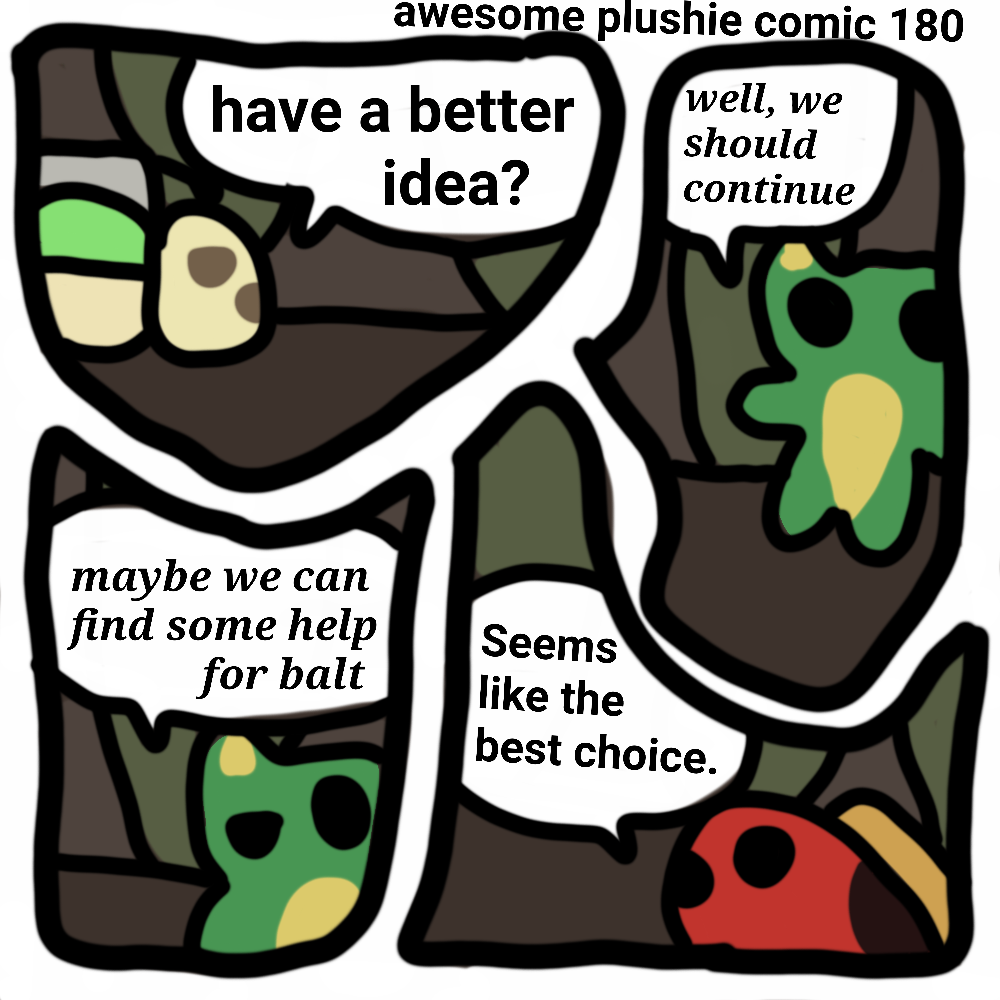 awesome plushie comic 180
have a better
idea?
well, we
should
continue
maybe we can
find some help
for balt
Seems
like the
best choice.